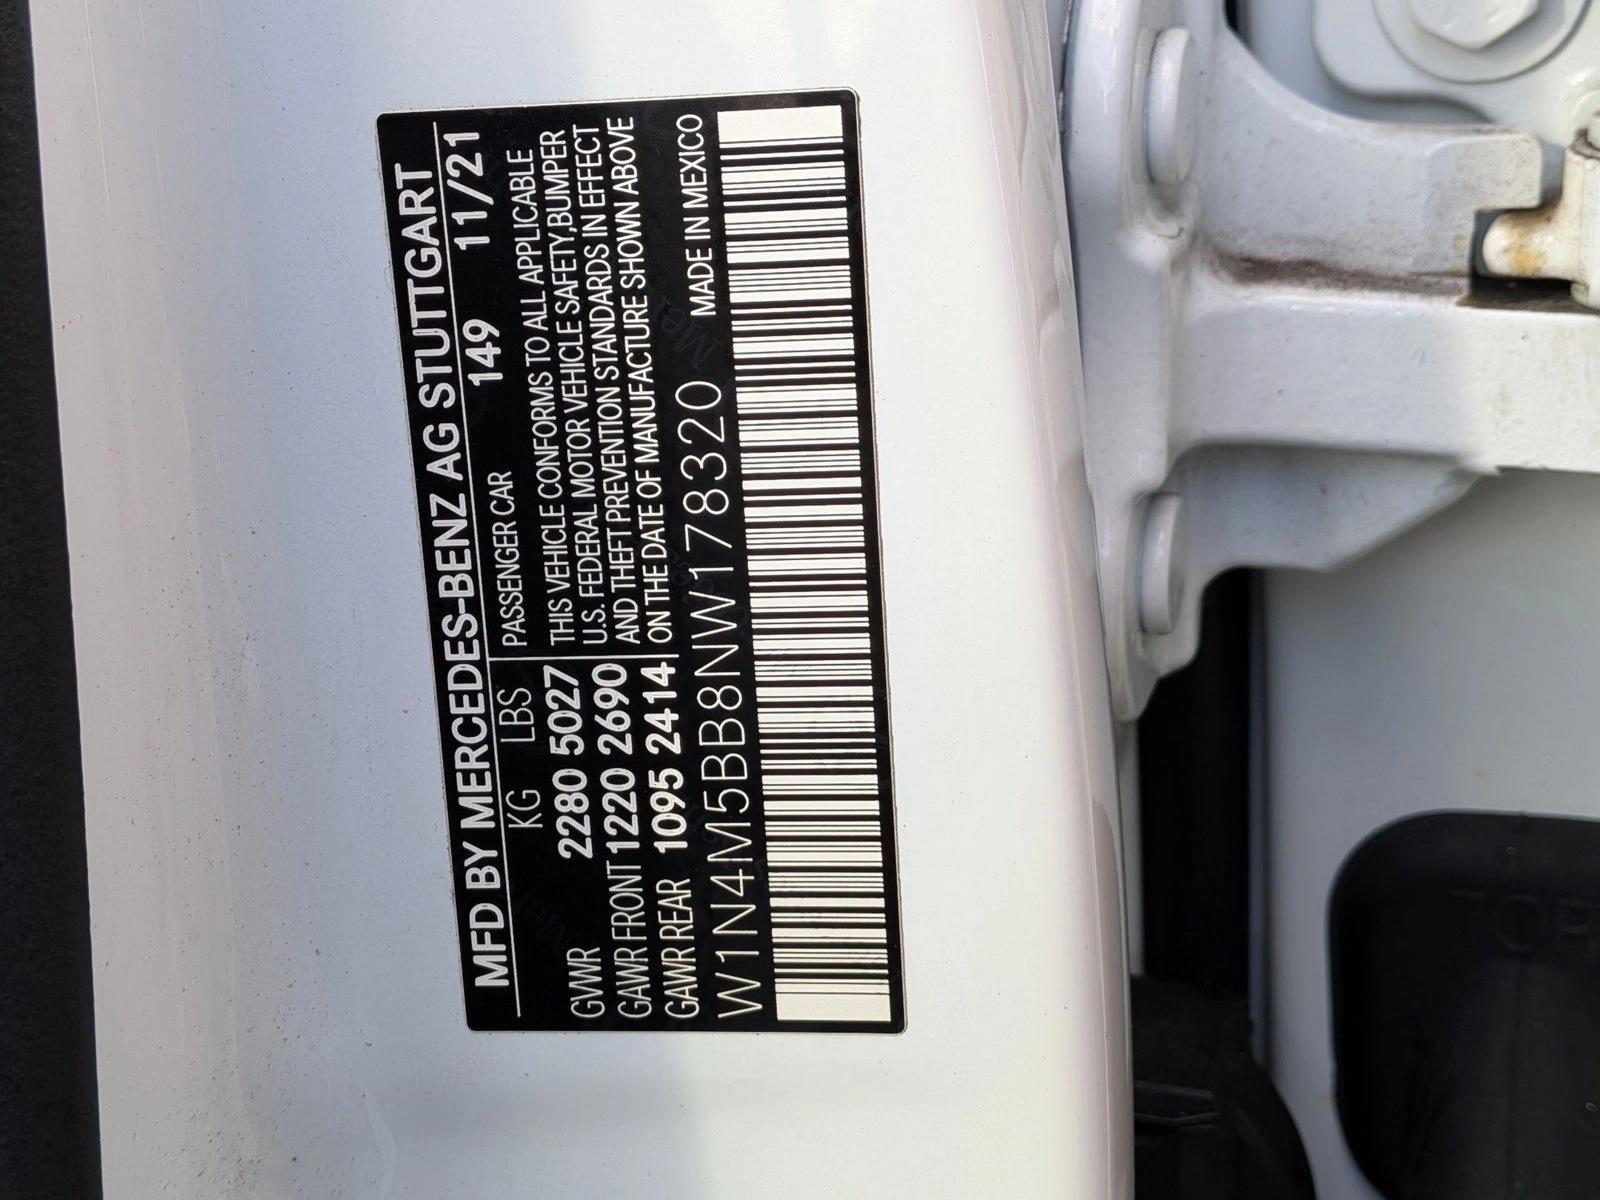 MFD BY MERCEDES-BENZ AG STUTTGART
KG LBS 149 11/21
PASSENGER CAR
GVWR 2280 5027
GAWR FRONT 1220 2690
GAWR REAR 1095 2414
THIS VEHICLE CONFORMS TO ALL APPLICABLE
U.S. FEDERAL MOTOR VEHICLE SAFETY,BUMPER
AND THEFT PREVENTION STANDARDS IN EFFECT
ON THE DATE OF MANUFACTURE SHOWN ABOVE
W1N4M5BB8NW178320 MADE IN MEXICO